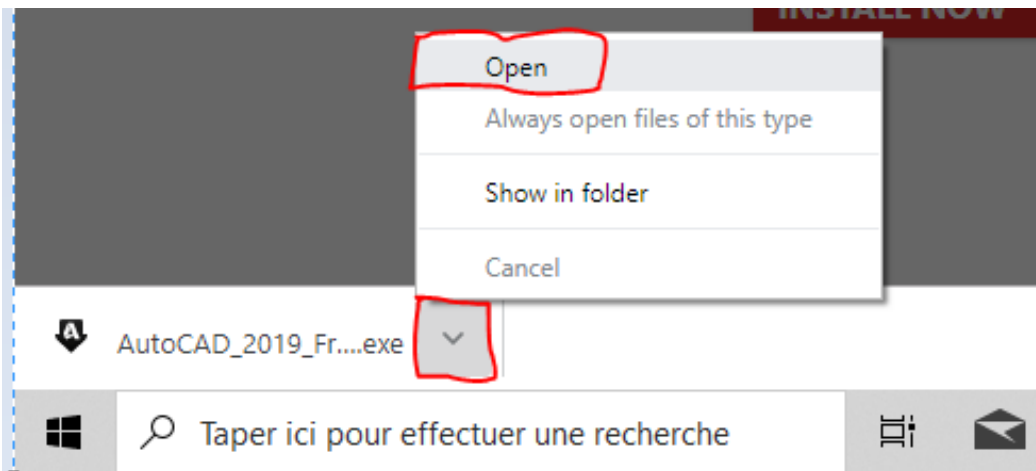 INSTALL NOW
Open
Always open files of this type
Show in folder
Cancel
AutoCAD_2019_Fr....exe
Taper ici pour effectuer une recherche